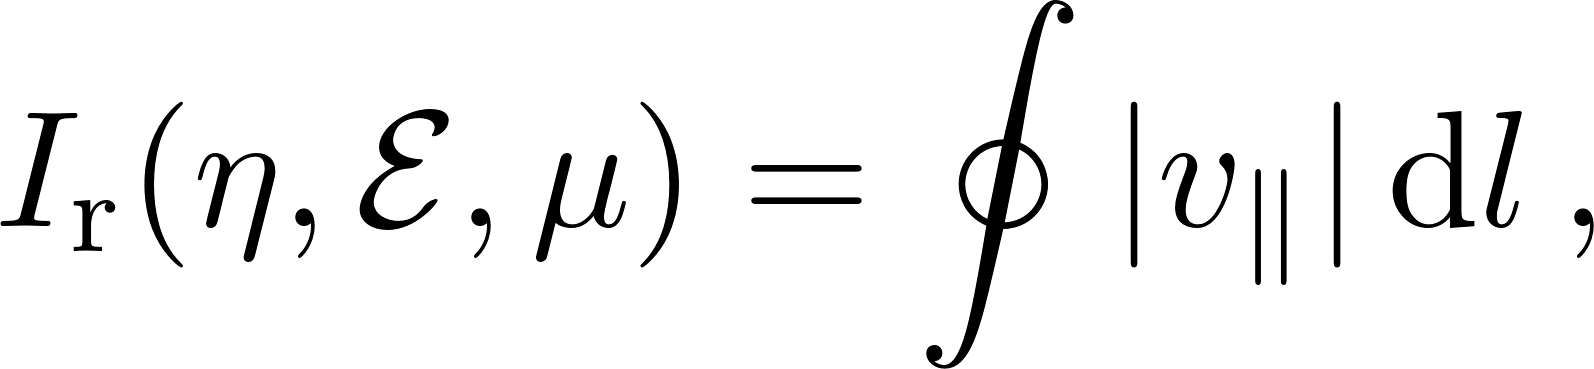 I_r(η, ℰ, μ) = ∮ |v_∥| dl ,